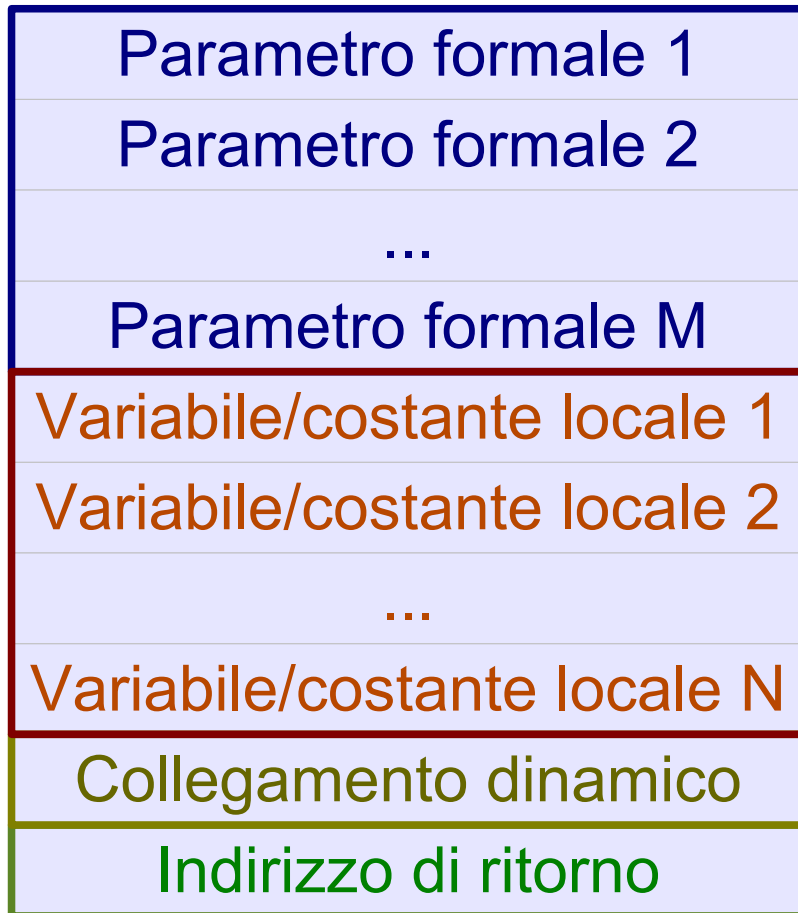 Parametro formale 1
Parametro formale 2
...
Parametro formale M
Variabile/costante locale 1
Variabile/costante locale 2
...
Variabile/costante locale N
Collegamento dinamico
Indirizzo di ritorno